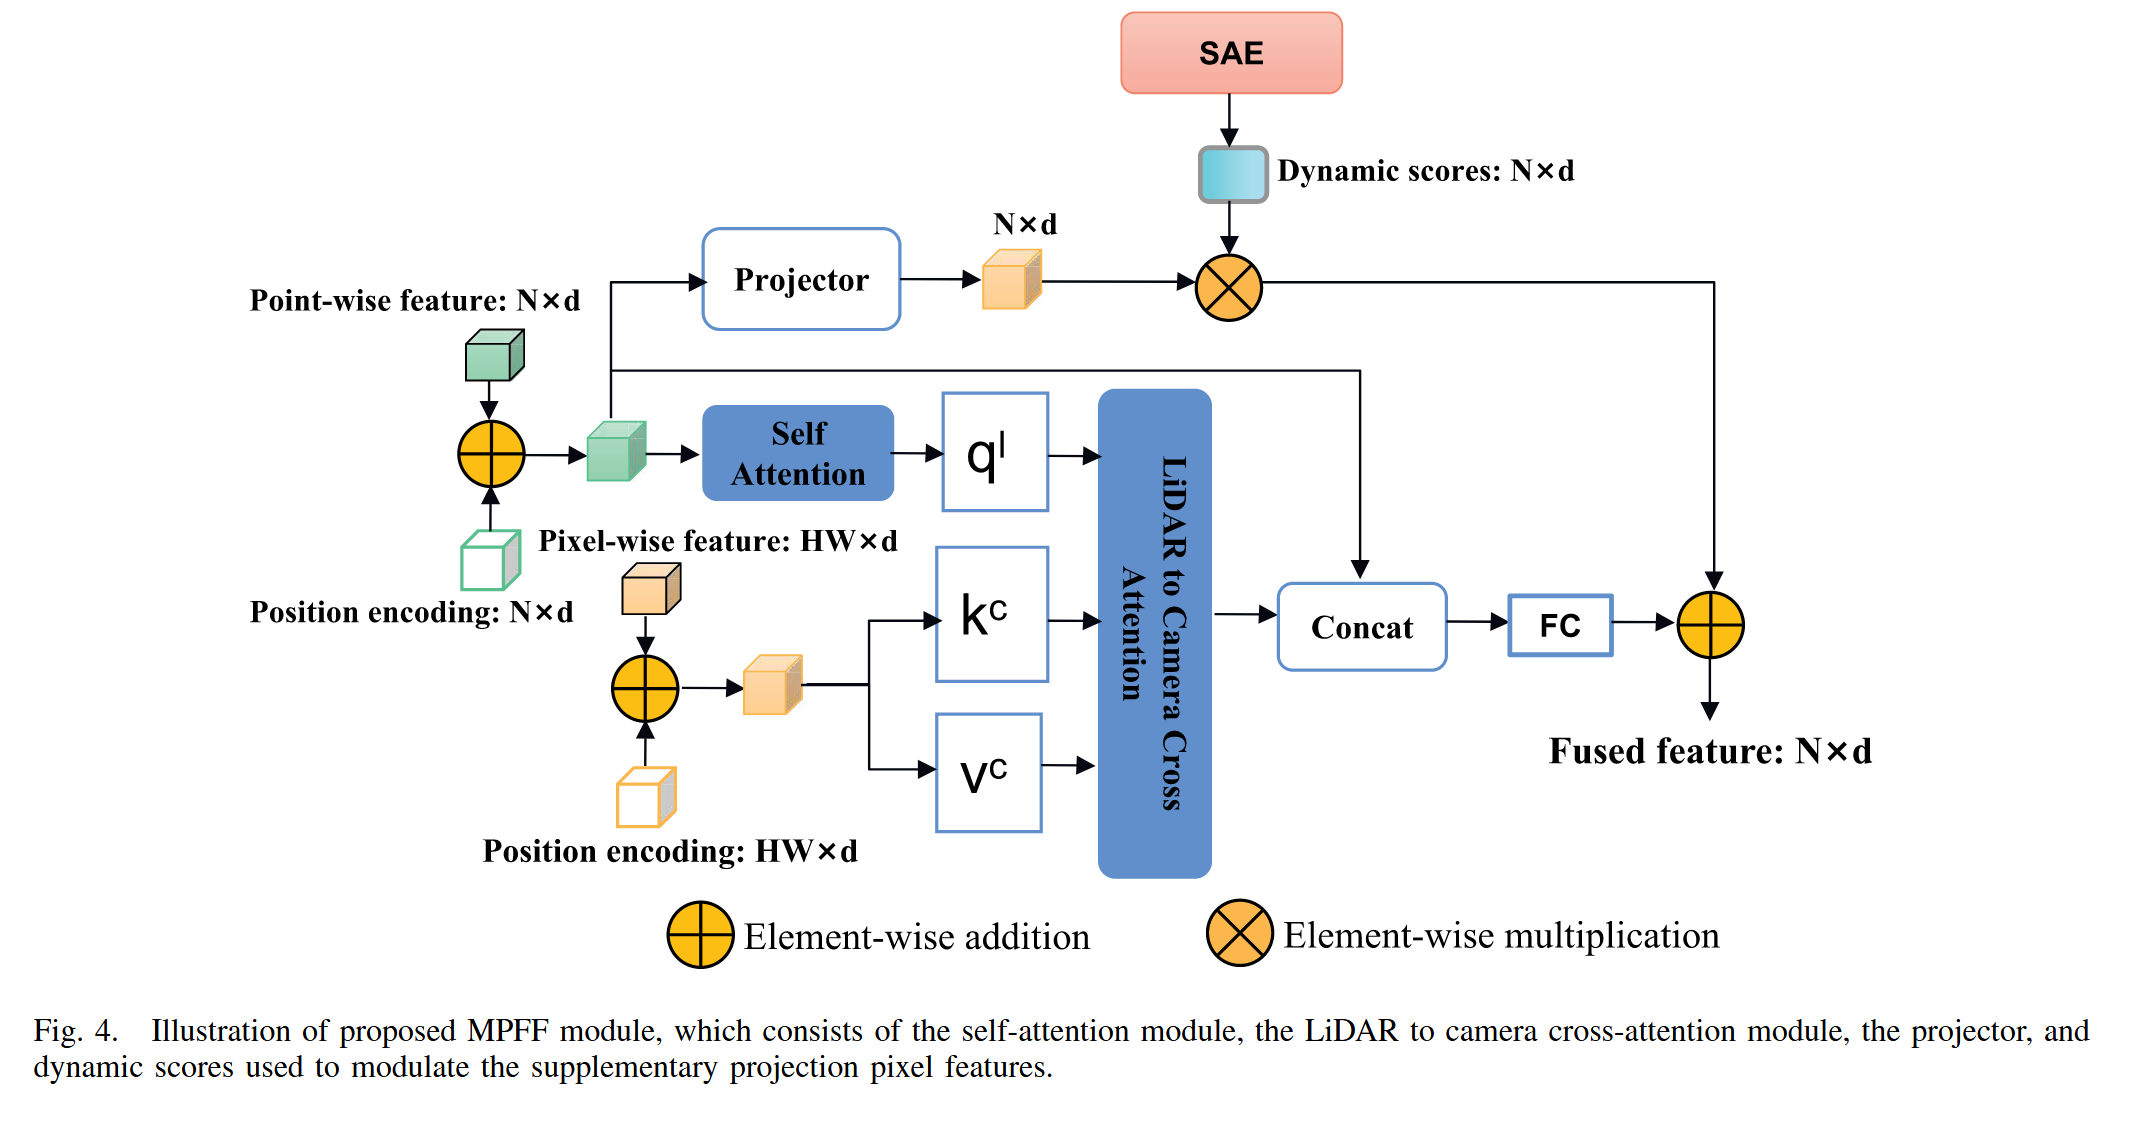 SAE
Dynamic scores: N×d
N×d
Projector
Point-wise feature: N×d
Self
Attention
q^l
Pixel-wise feature: HW×d
Position encoding: N×d
k^c
LiDAR to Camera Cross
Attention
Concat
FC
v^c
Fused feature: N×d
Position encoding: HW×d
Element-wise addition
Element-wise multiplication
Fig. 4. Illustration of proposed MPFF module, which consists of the self-attention module, the LiDAR to camera cross-attention module, the projector, and
dynamic scores used to modulate the supplementary projection pixel features.